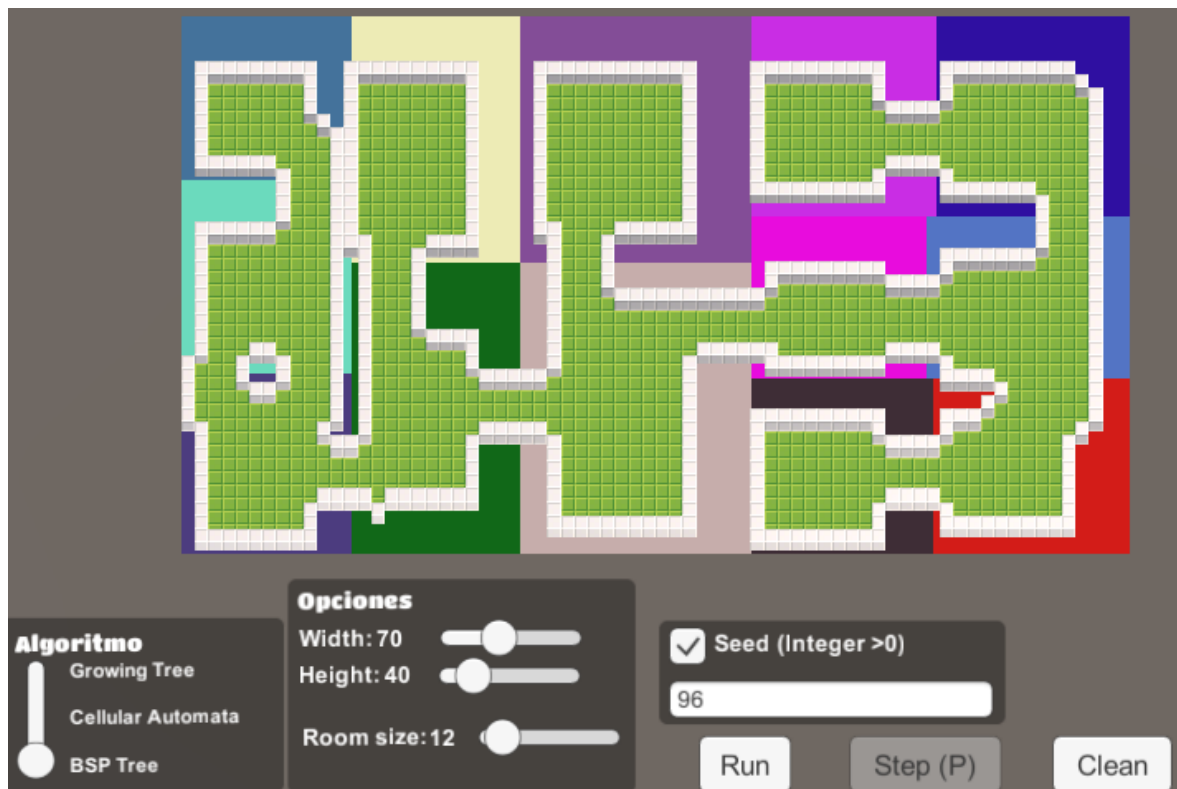 Algoritmo
Growing Tree
Cellular Automata
BSP Tree
Opciones
Width: 70
Height: 40
Room size: 12
Seed (Integer >0)
96
Run
Step (P)
Clean